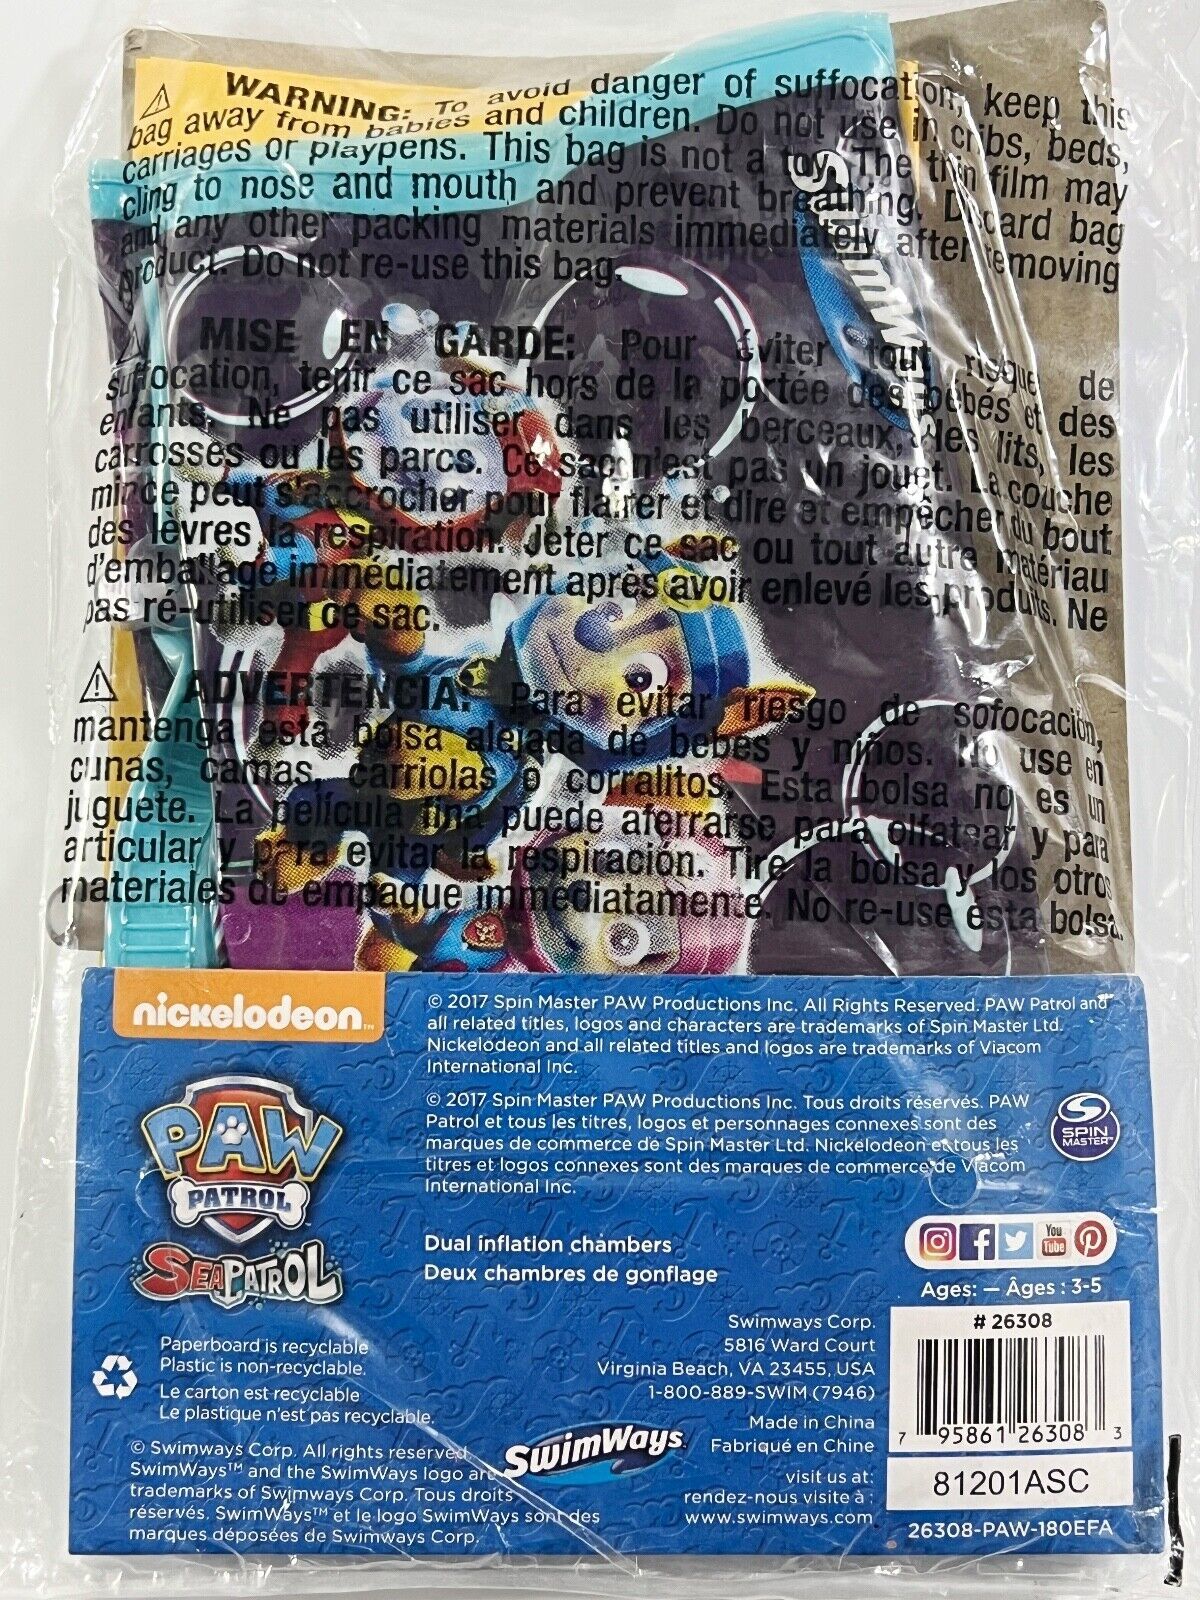 WARNING: To avoid danger of suffocation, keep this
bag away from babies and children. Do not use in cribs, beds,
carriages or playpens. This bag is not a toy. The thin film may
cling to nose and mouth and prevent breathing. Discard bag
and any other packing materials immediately after removing
product. Do not re-use this bag.
SwimWays
MISE EN GARDE: Pour éviter tout risque de
suffocation, tenir ce sac hors de la portée des bébés et des
enfants. Ne pas utiliser dans les berceaux, les lits, les
carrosses ou les parcs. Ce sac n'est pas un jouet. La couche
mince peut s'accrocher pour flairer et dire et empêcher du bout
des lèvres la respiration. Jeter ce sac ou tout autre matériau
d'emballage immédiatement après avoir enlevé les produits. Ne
pas ré-utiliser ce sac.
ADVERTENCIA: Para evitar riesgo de sofocación,
mantenga esta bolsa alejada de bebés y niños. No use en
cunas, camas, carriolas o corralitos. Esta bolsa no es un
juguete. La película fina puede aferrarse para olfatear y para
articular y para evitar la respiración. Tire la bolsa y los otros
materiales de empaque immediatamente. No re-use ésta bolsa.
nickelodeon™
© 2017 Spin Master PAW Productions Inc. All Rights Reserved. PAW Patrol and
all related titles, logos and characters are trademarks of Spin Master Ltd.
Nickelodeon and all related titles and logos are trademarks of Viacom
International Inc.
© 2017 Spin Master PAW Productions Inc. Tous droits réservés. PAW
Patrol et tous les titres, logos et personnages connexes sont des
marques de commerce de Spin Master Ltd. Nickelodeon et tous les
titres et logos connexes sont des marques de commerce de Viacom
International Inc.
SPIN
MASTER™
PAW
PATROL
SEA PATROL
Dual inflation chambers
Deux chambres de gonflage
You
Tube
Ages: — Âges : 3-5
Paperboard is recyclable
Plastic is non-recyclable.
Le carton est recyclable
Le plastique n'est pas recyclable.
© Swimways Corp. All rights reserved
SwimWays™ and the SwimWays logo are
trademarks of Swimways Corp. Tous droits
réservés. SwimWays™ et le logo SwimWays sont des
marques déposées de Swimways Corp.
SwimWays
Swimways Corp.
5816 Ward Court
Virginia Beach, VA 23455, USA
1-800-889-SWIM (7946)
Made in China
Fabriqué en Chine
visit us at:
rendez-nous visite à :
www.swimways.com
# 26308
7 95861 26308 3
81201ASC
26308-PAW-180EFA